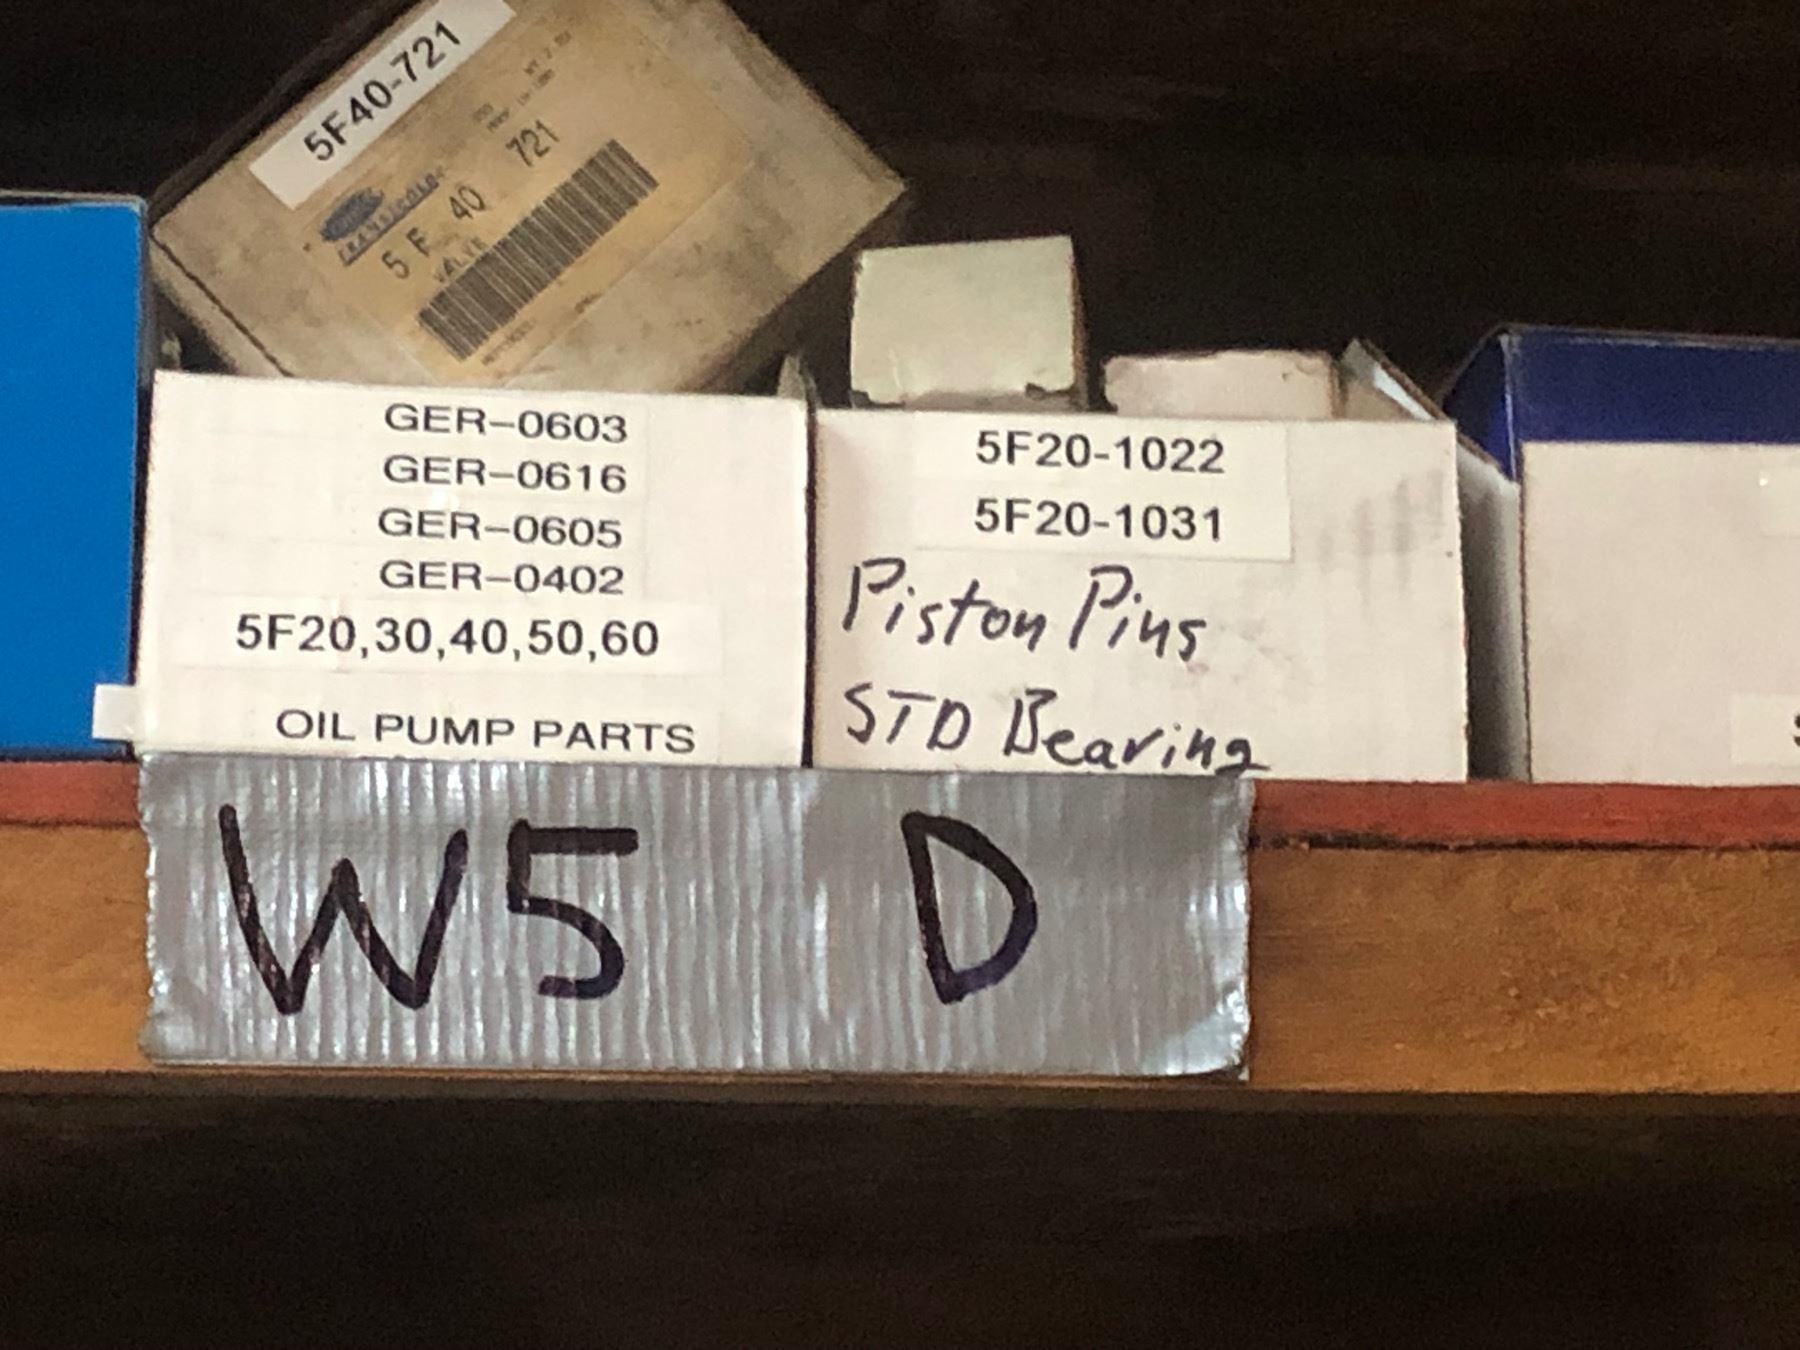 5F40-721
5F 40 721
VALVE
GER-0603
GER-0616
GER-0605
GER-0402
5F20,30,40,50,60
OIL PUMP PARTS
5F20-1022
5F20-1031
Piston Pins
STD Bearing
W5 D